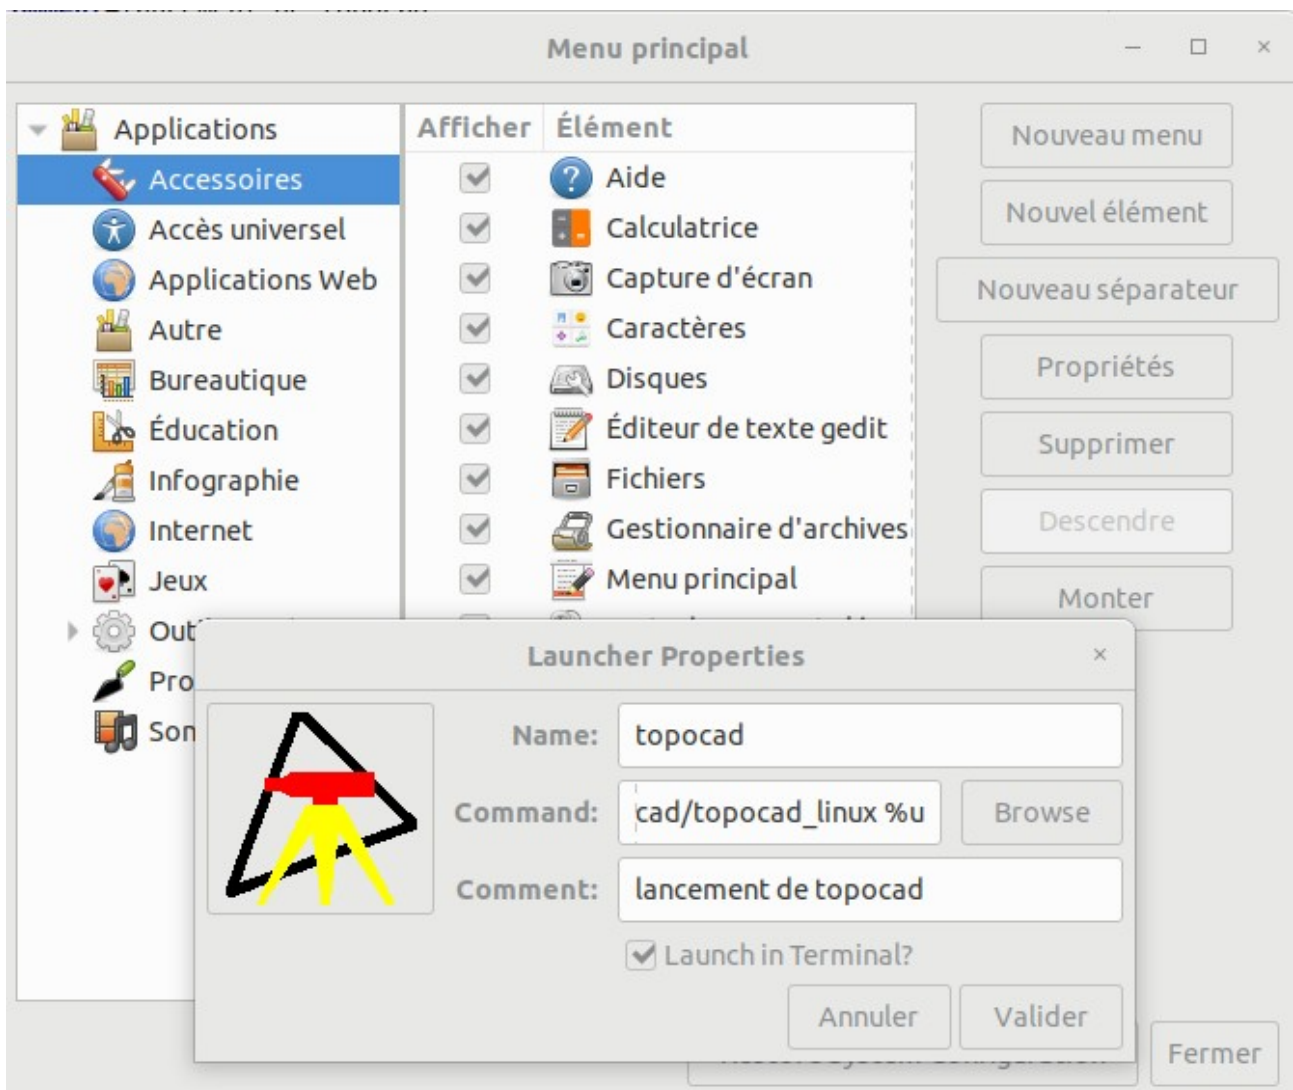 Menu principal
Applications
Accessoires
Accès universel
Applications Web
Autre
Bureautique
Éducation
Infographie
Internet
Jeux
Out
Pro
Son
Afficher Élément
Aide
Calculatrice
Capture d'écran
Caractères
Disques
Éditeur de texte gedit
Fichiers
Gestionnaire d'archives
Menu principal
Nouveau menu
Nouvel élément
Nouveau séparateur
Propriétés
Supprimer
Descendre
Monter
Launcher Properties
Name: topocad
Command: cad/topocad_linux %u Browse
Comment: lancement de topocad
Launch in Terminal?
Annuler Valider
Fermer